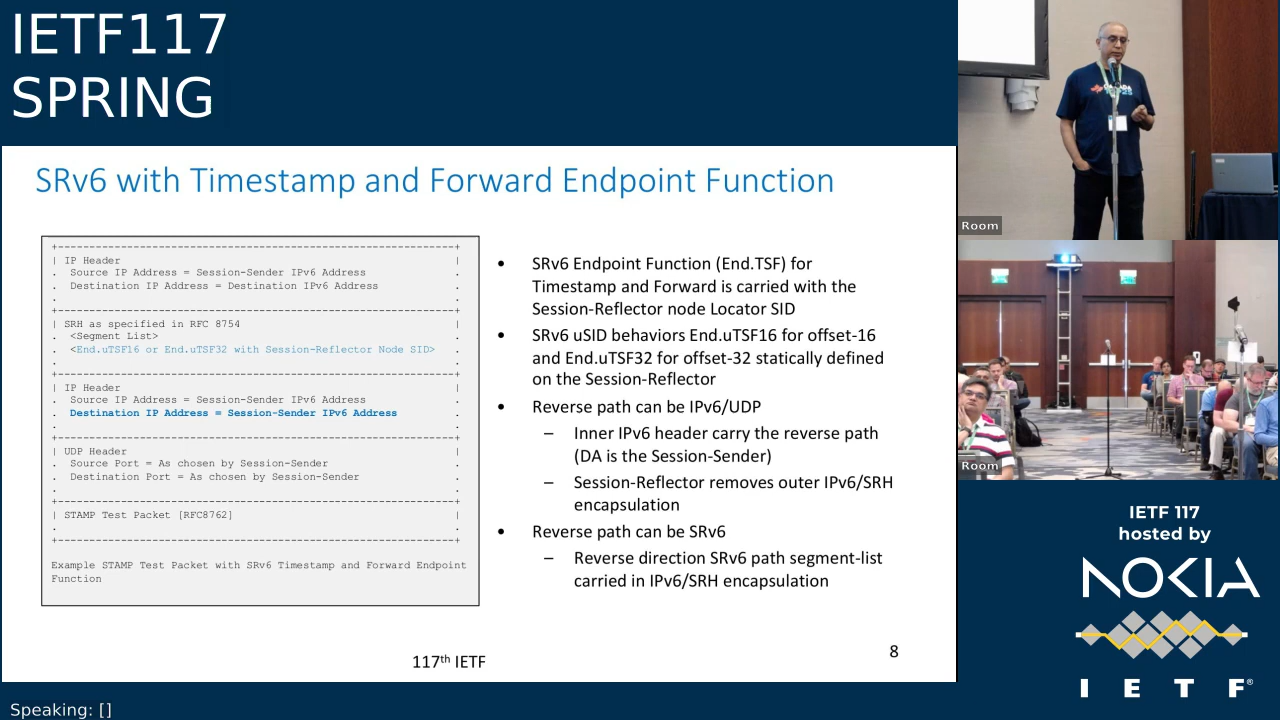 IETF117
SPRING
SRv6 with Timestamp and Forward Endpoint Function
+---------------------------------------------------------------+
| IP Header |
. Source IP Address = Session-Sender IPv6 Address .
. Destination IP Address = Destination IPv6 Address .
. .
+---------------------------------------------------------------+
| SRH as specified in RFC 8754 |
. <Segment List> .
. <End.uTSF16 or End.uTSF32 with Session-Reflector Node SID> .
. .
+---------------------------------------------------------------+
| IP Header |
. Source IP Address = Session-Sender IPv6 Address .
. Destination IP Address = Session-Sender IPv6 Address .
. .
+---------------------------------------------------------------+
| UDP Header |
. Source Port = As chosen by Session-Sender .
. Destination Port = As chosen by Session-Sender .
. .
+---------------------------------------------------------------+
| STAMP Test Packet [RFC8762] |
. .
+---------------------------------------------------------------+
Example STAMP Test Packet with SRv6 Timestamp and Forward Endpoint
Function
• SRv6 Endpoint Function (End.TSF) for
Timestamp and Forward is carried with the
Session-Reflector node Locator SID
• SRv6 uSID behaviors End.uTSF16 for offset-16
and End.uTSF32 for offset-32 statically defined
on the Session-Reflector
• Reverse path can be IPv6/UDP
– Inner IPv6 header carry the reverse path
(DA is the Session-Sender)
– Session-Reflector removes outer IPv6/SRH
encapsulation
• Reverse path can be SRv6
– Reverse direction SRv6 path segment-list
carried in IPv6/SRH encapsulation
117th IETF
8
Room
Room
IETF 117
hosted by
NOKIA
I E T F®
Speaking: []